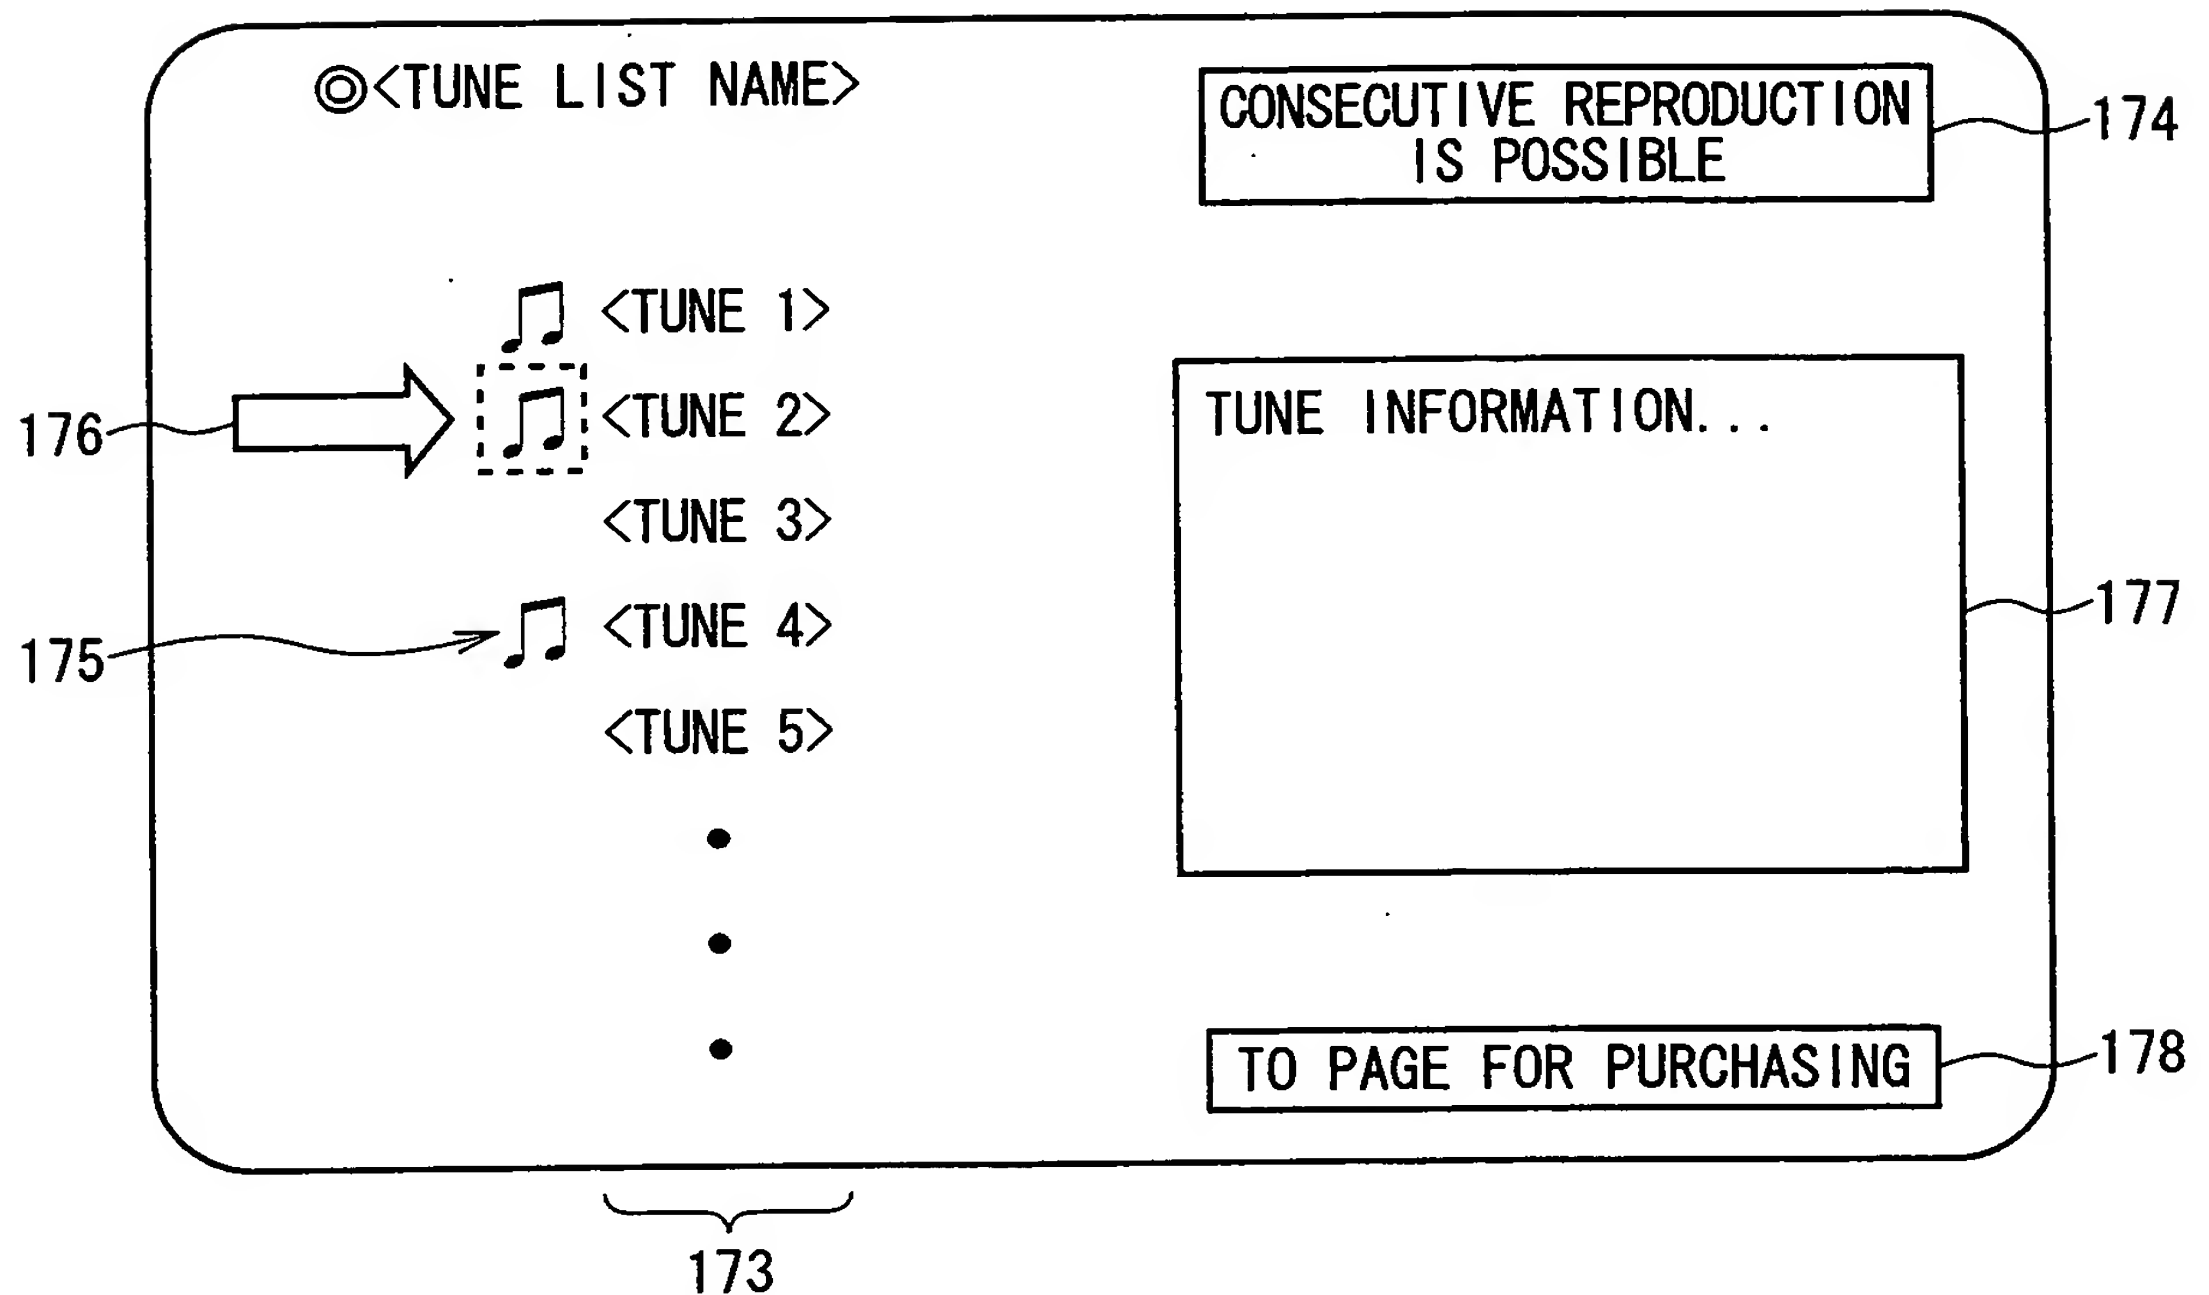 ◎<TUNE LIST NAME>
CONSECUTIVE REPRODUCTION
IS POSSIBLE
174
<TUNE 1>
176
<TUNE 2>
TUNE INFORMATION...
<TUNE 3>
177
175
<TUNE 4>
<TUNE 5>
TO PAGE FOR PURCHASING
178
173